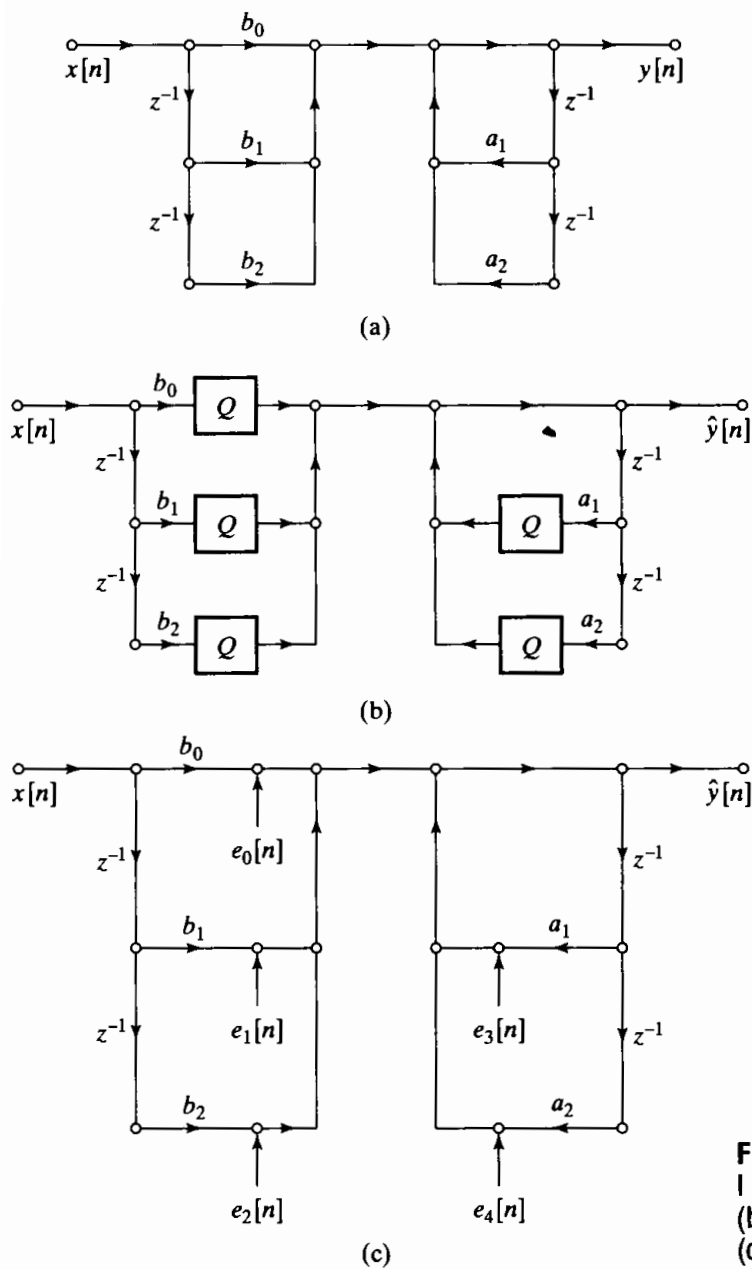 b₀
x[n] y[n]
z⁻¹ z⁻¹
b₁ a₁
z⁻¹ z⁻¹
b₂ a₂
(a)
b₀ Q
x[n] ŷ[n]
z⁻¹ z⁻¹
b₁ Q Q a₁
z⁻¹ z⁻¹
b₂ Q Q a₂
(b)
b₀
x[n] ŷ[n]
z⁻¹ e₀[n] z⁻¹
b₁ a₁
z⁻¹ e₁[n] e₃[n] z⁻¹
b₂ a₂
e₂[n] e₄[n]
(c)
F
I
(b
(c